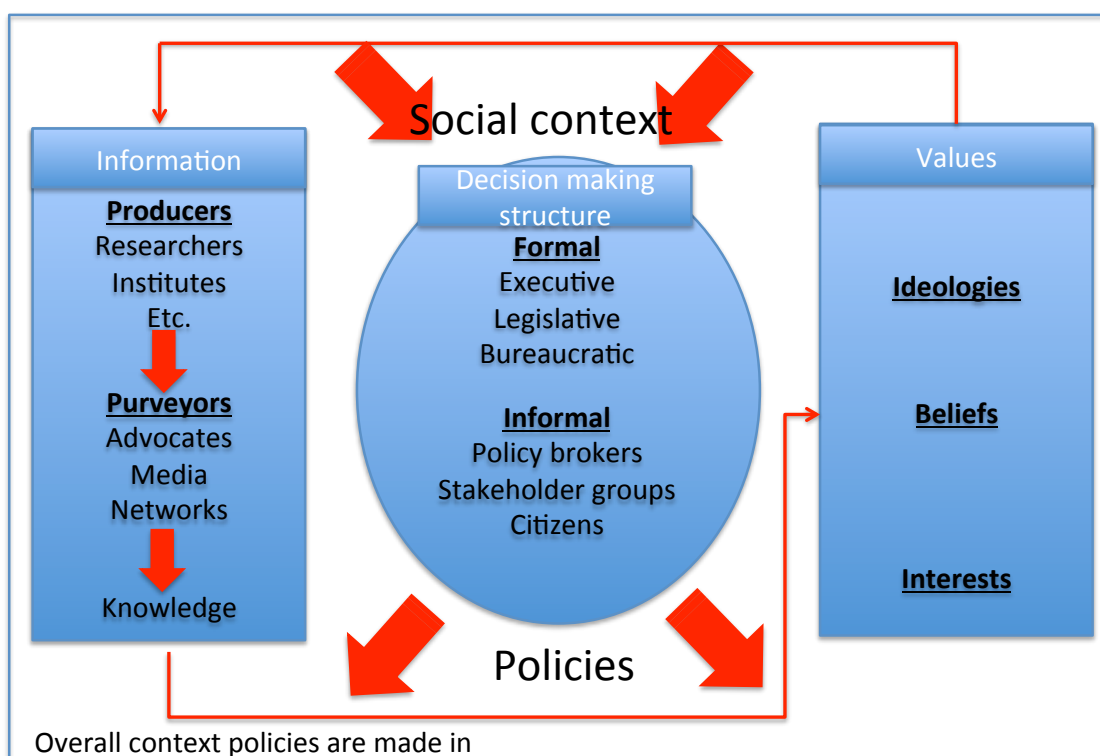 Social context
Information
Producers
Researchers
Institutes
Etc.
Purveyors
Advocates
Media
Networks
Knowledge
Decision making
structure
Formal
Executive
Legislative
Bureaucratic
Informal
Policy brokers
Stakeholder groups
Citizens
Values
Ideologies
Beliefs
Interests
Policies
Overall context policies are made in